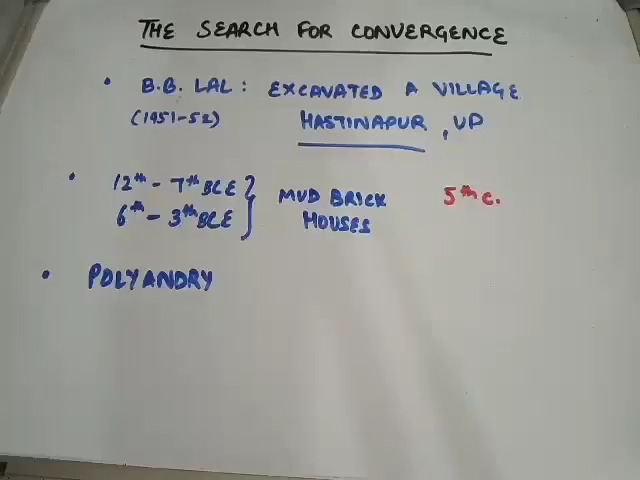 THE SEARCH FOR CONVERGENCE
• B.B. LAL: EXCAVATED A VILLAGE
(1951-52) HASTINAPUR, UP
• 12th - 7th BCE } MUD BRICK 5th C.
6th - 3th BCE } HOUSES
• POLYANDRY